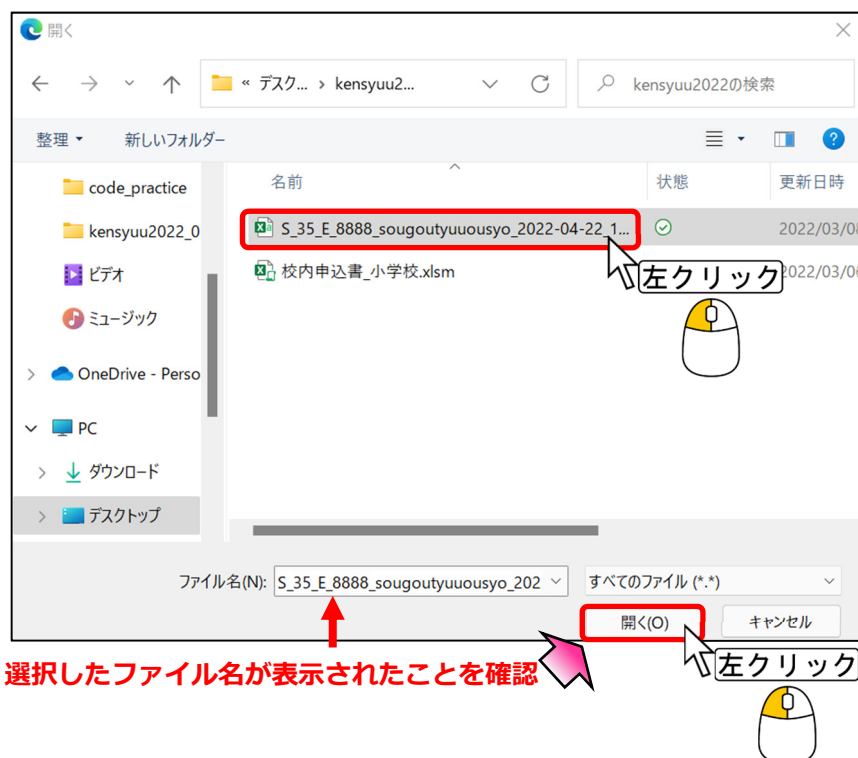 開く
« デスク... › kensyuu2...
kensyuu2022の検索
整理 新しいフォルダー
名前 状態 更新日時
code_practice
kensyuu2022_0
ビデオ
ミュージック
OneDrive - Perso
PC
ダウンロード
デスクトップ
S_35_E_8888_sougoutyuuousyo_2022-04-22_1... 2022/03/08
校内申込書_小学校.xlsm 2022/03/0
左クリック
ファイル名(N): S_35_E_8888_sougoutyuuousyo_202 すべてのファイル (*.*)
開く(O) キャンセル
選択したファイル名が表示されたことを確認
左クリック